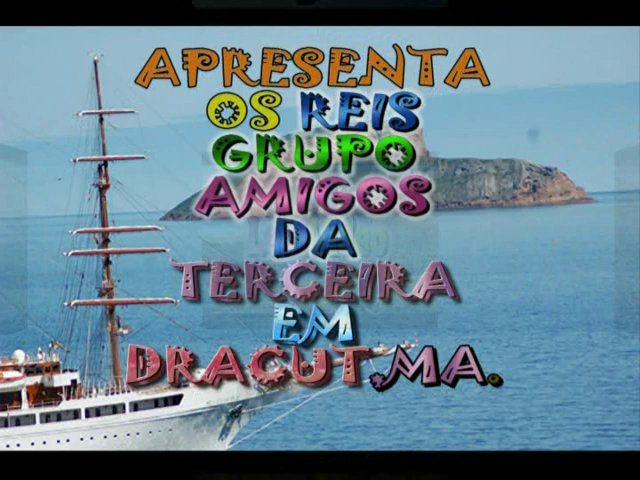 APRESENTA
OS REIS
GRUPO
AMIGOS
DA
TERCEIRA
EM
DRACUT.MA.